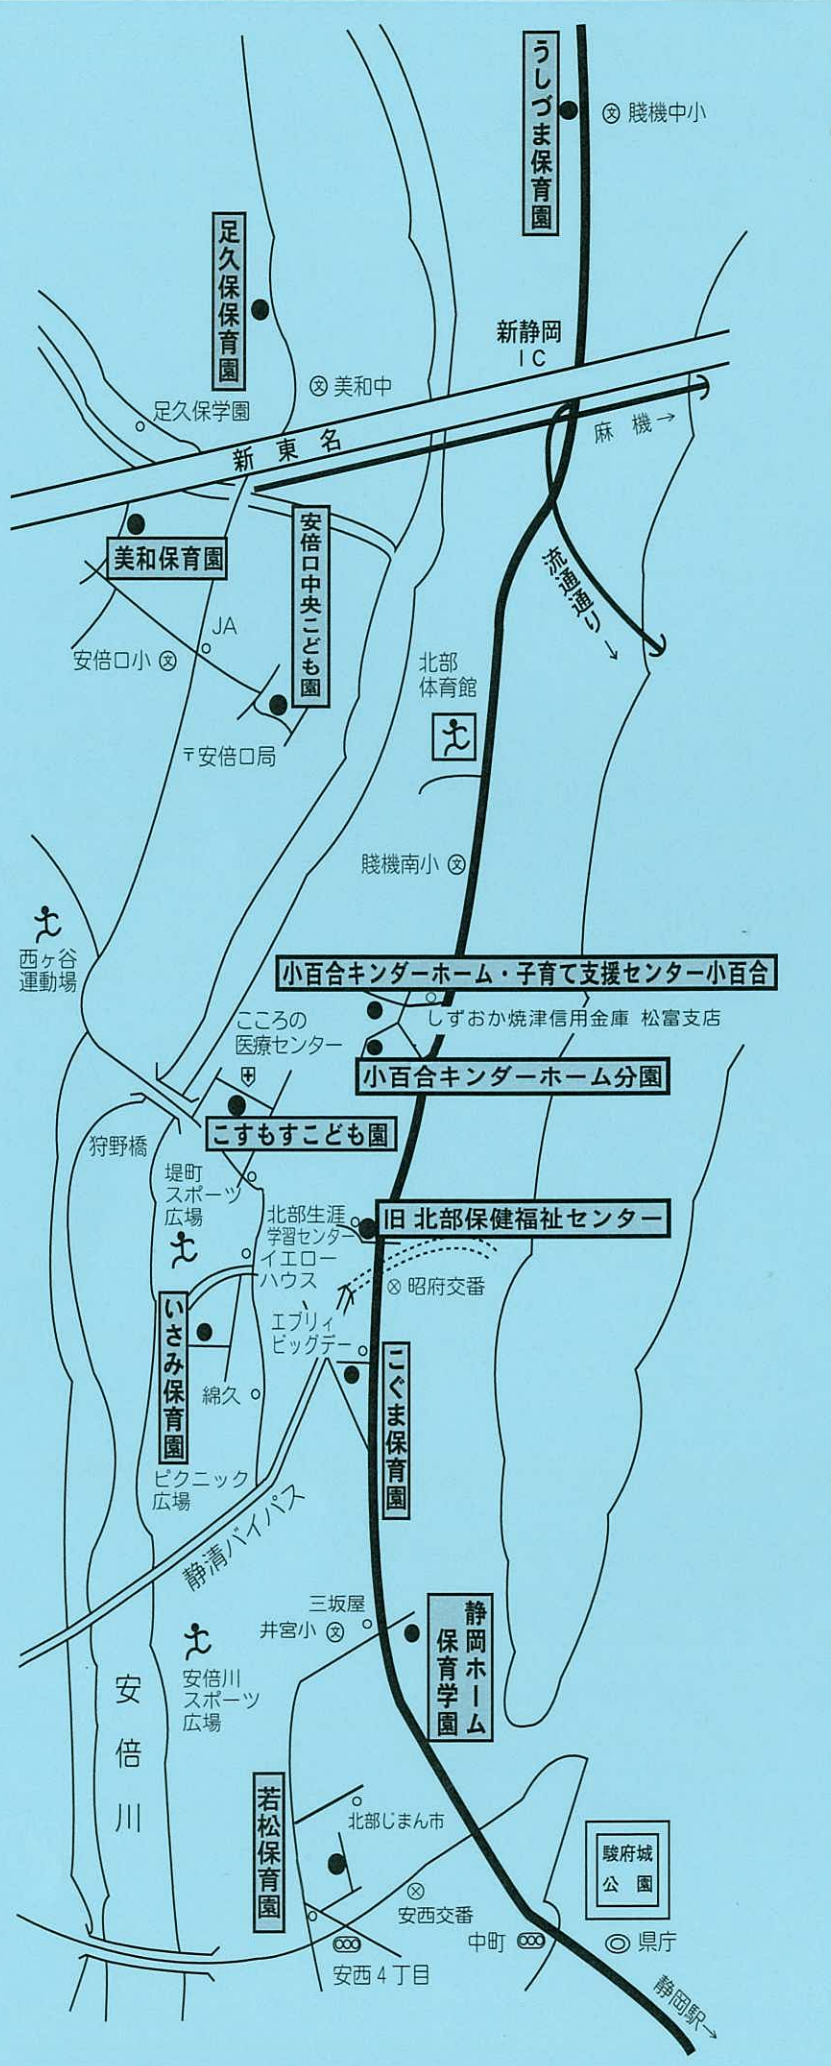 うしづま保育園
文 賤機中小
足久保保育園
新静岡
IC
文 美和中
足久保学園
麻機→
新東名
美和保育園
安倍口中央こども園
流通通り→
JA
安倍口小 文
北部
体育館
〒安倍口局
賤機南小 文
西ヶ谷
運動場
小百合キンダーホーム・子育て支援センター小百合
こころの
医療センター
しずおか焼津信用金庫 松富支店
小百合キンダーホーム分園
こすもすこども園
狩野橋
堤町
スポーツ
広場
北部生涯
学習センター
旧 北部保健福祉センター
イエロー
ハウス
昭府交番
いさみ保育園
エブリィ
ビッグデー
こぐま保育園
綿久
ピクニック
広場
静清バイパス
三坂屋
井宮小 文
静岡ホーム
保育学園
安倍川
スポーツ
広場
安倍川
若松保育園
北部じまん市
駿府城
公園
安西交番
中町
◎ 県庁
安西4丁目
静岡駅→